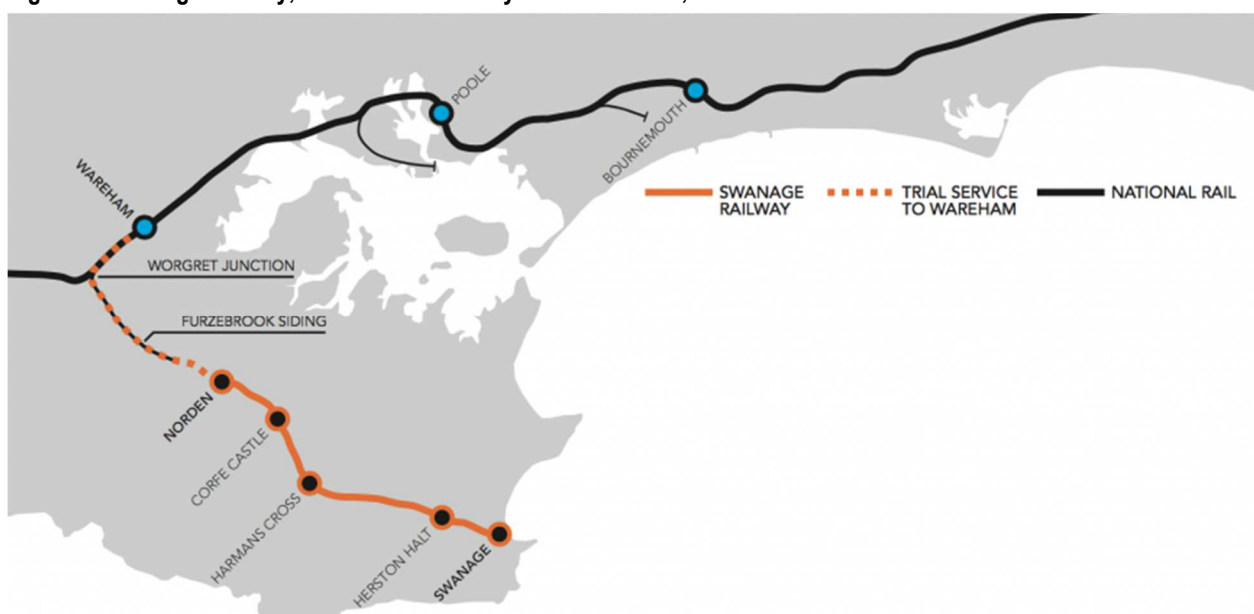 POOLE
BOURNEMOUTH
WAREHAM
SWANAGE
RAILWAY
TRIAL SERVICE
TO WAREHAM
NATIONAL RAIL
WORGRET JUNCTION
FURZEBROOK SIDING
NORDEN
CORFE CASTLE
HARMANS CROSS
HERSTON HALT
SWANAGE